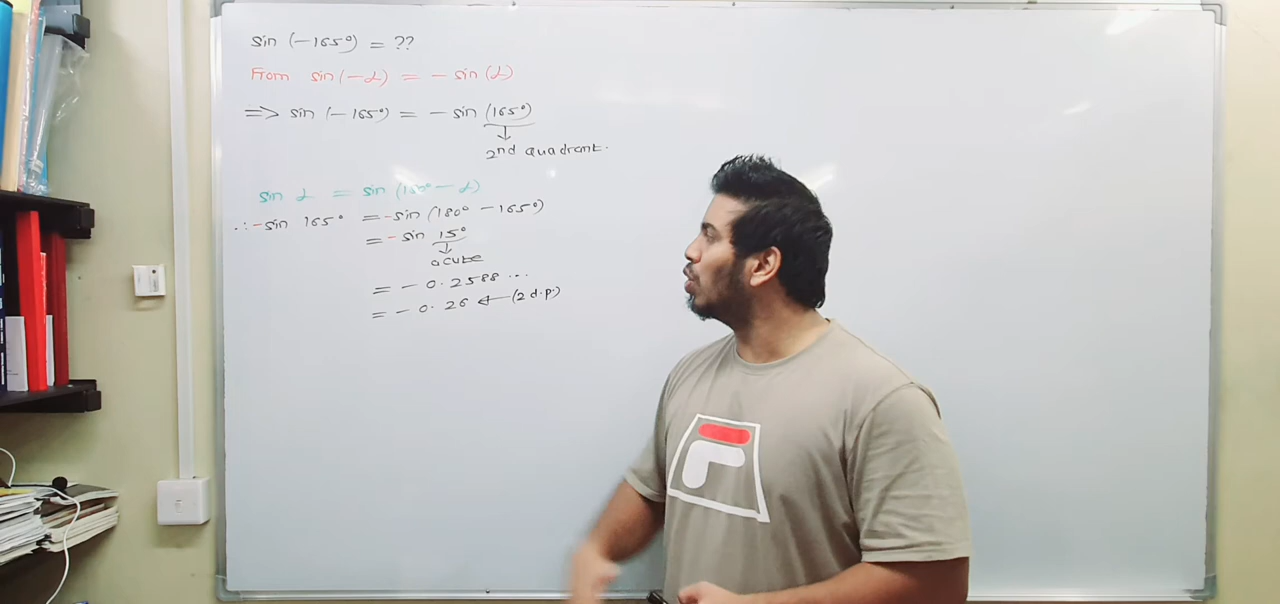 sin (-165°) = ??
From sin(-α) = - sin (α)
=> sin (-165°) = - sin (165°)
↓
2nd quadrant.
sin α = sin (180° - α)
∴ -sin 165° = -sin (180° - 165°)
= - sin 15°
↓
acute
= - 0.2588 ...
= - 0.26 ← (2 d.p.)